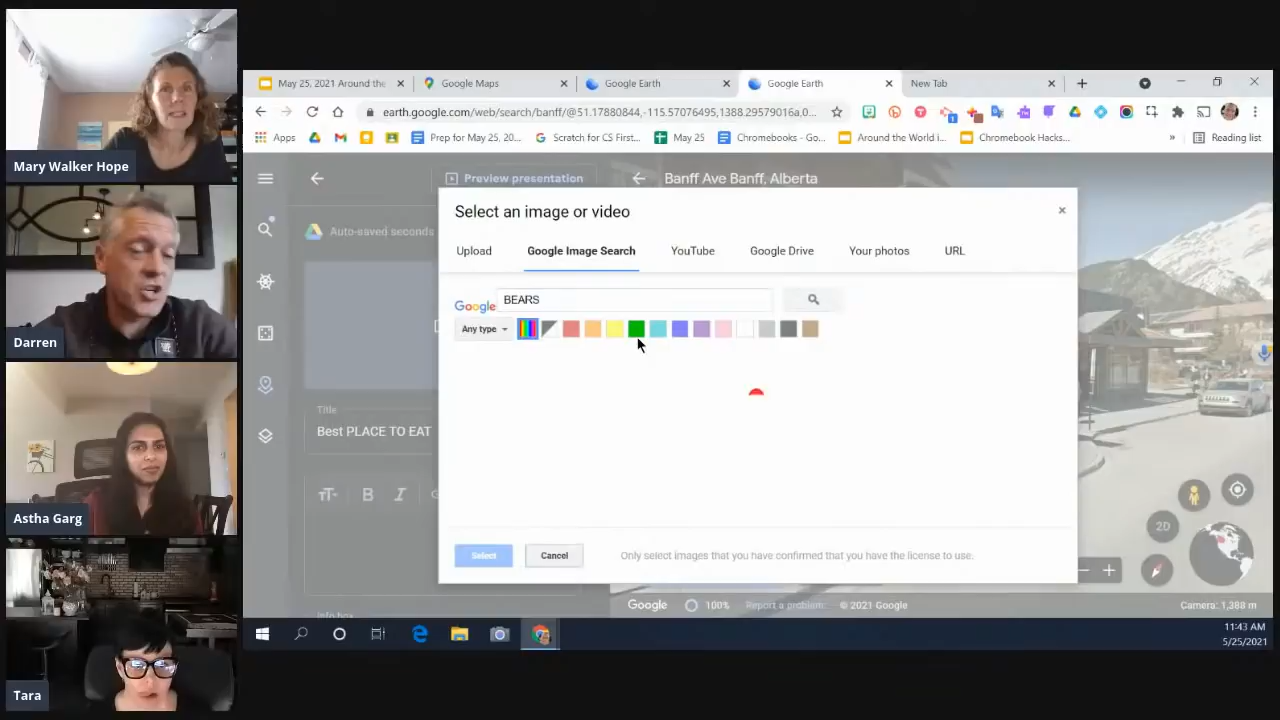 Mary Walker Hope
Darren
Astha Garg
Tara
May 25, 2021 Around the
Google Maps
Google Earth
Google Earth
New Tab
earth.google.com/web/search/banff/@51.17880844,-115.57076495,1388.29579016a,0...
Apps
Prep for May 25, 20...
Scratch for CS First...
May 25
Chromebooks - Go...
Around the World i...
Chromebook Hacks...
»
Reading list
Preview presentation
Banff Ave Banff, Alberta
Auto-saved seconds
Select an image or video
Upload
Google Image Search
YouTube
Google Drive
Your photos
URL
Google
BEARS
Any type
Title
Best PLACE TO EAT
B I
Select
Cancel
Only select images that you have confirmed that you have the license to use.
2D
Google
100%
Report a problem
© 2021 Google
Camera: 1,388 m
11:43 AM
5/25/2021